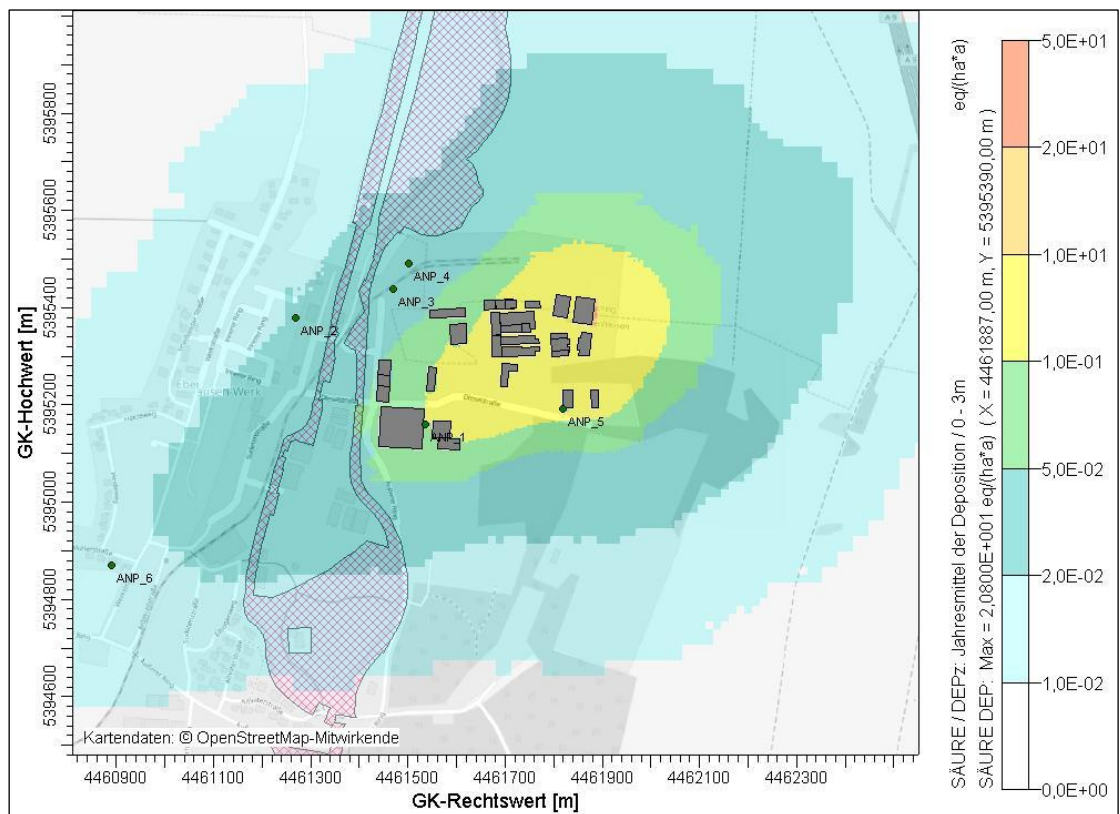 5,0E+01
2,0E+01
1,0E+01
1,0E-01
5,0E-02
2,0E-02
1,0E-02
0,0E+00
SÄURE / DEPz: Jahresmittel der Deposition / 0 - 3m
eq/(ha*a)
SÄURE DEP: Max = 2,0800E+001 eq/(ha*a) ( X = 4461887,00 m, Y = 5395390,00 m )
GK-Hochwert [m]
5395800
5395600
5395400
5395200
5395000
5394800
5394600
A 9
ANP_4
ANP_3
ANP_2
ANP_1
ANP_5
ANP_6
Kartendaten: © OpenStreetMap-Mitwirkende
4460900
4461100
4461300
4461500
4461700
4461900
4462100
4462300
GK-Rechtswert [m]